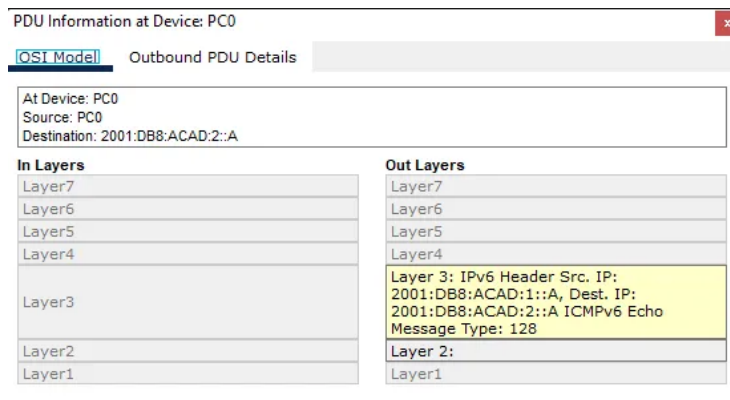 PDU Information at Device: PC0
x
OSI Model Outbound PDU Details
At Device: PC0
Source: PC0
Destination: 2001:DB8:ACAD:2::A
In Layers Out Layers
Layer7 Layer7
Layer6 Layer6
Layer5 Layer5
Layer4 Layer4
Layer3
Layer 3: IPv6 Header Src. IP:
2001:DB8:ACAD:1::A, Dest. IP:
2001:DB8:ACAD:2::A ICMPv6 Echo
Message Type: 128
Layer2 Layer 2:
Layer1 Layer1